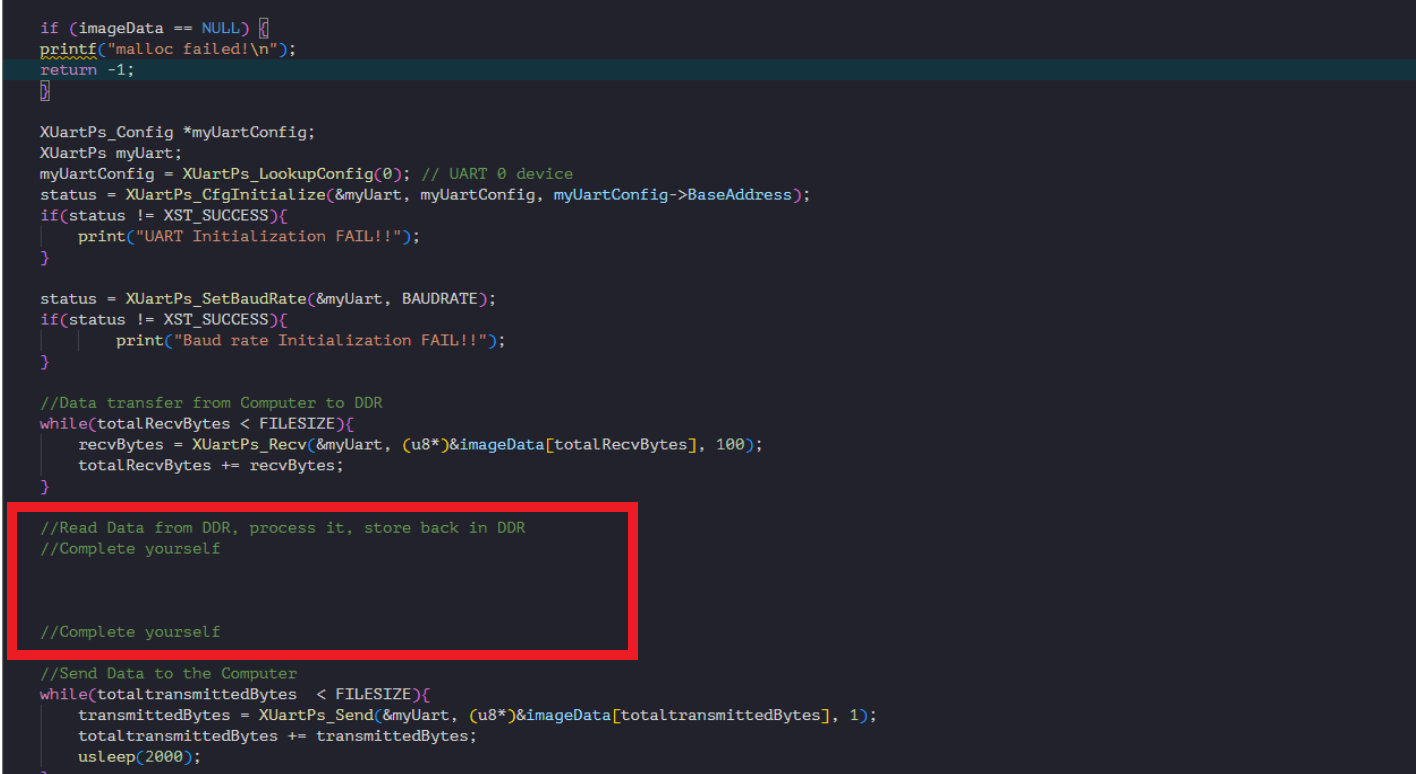 if (imageData == NULL) {
printf("malloc failed!\n");
return -1;
}
XUartPs_Config *myUartConfig;
XUartPs myUart;
myUartConfig = XUartPs_LookupConfig(0); // UART 0 device
status = XUartPs_CfgInitialize(&myUart, myUartConfig, myUartConfig->BaseAddress);
if(status != XST_SUCCESS){
print("UART Initialization FAIL!!");
}
status = XUartPs_SetBaudRate(&myUart, BAUDRATE);
if(status != XST_SUCCESS){
print("Baud rate Initialization FAIL!!");
}
//Data transfer from Computer to DDR
while(totalRecvBytes < FILESIZE){
recvBytes = XUartPs_Recv(&myUart, (u8*)&imageData[totalRecvBytes], 100);
totalRecvBytes += recvBytes;
}
//Read Data from DDR, process it, store back in DDR
//Complete yourself
//Complete yourself
//Send Data to the Computer
while(totaltransmittedBytes  < FILESIZE){
transmittedBytes = XUartPs_Send(&myUart, (u8*)&imageData[totaltransmittedBytes], 1);
totaltransmittedBytes += transmittedBytes;
usleep(2000);